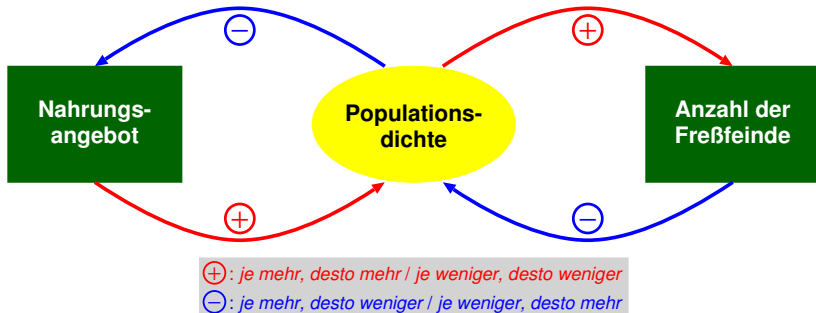 −
+
Nahrungs-
angebot
Populations-
dichte
Anzahl der
Freßfeinde
+
−
+ : je mehr, desto mehr / je weniger, desto weniger
− : je mehr, desto weniger / je weniger, desto mehr